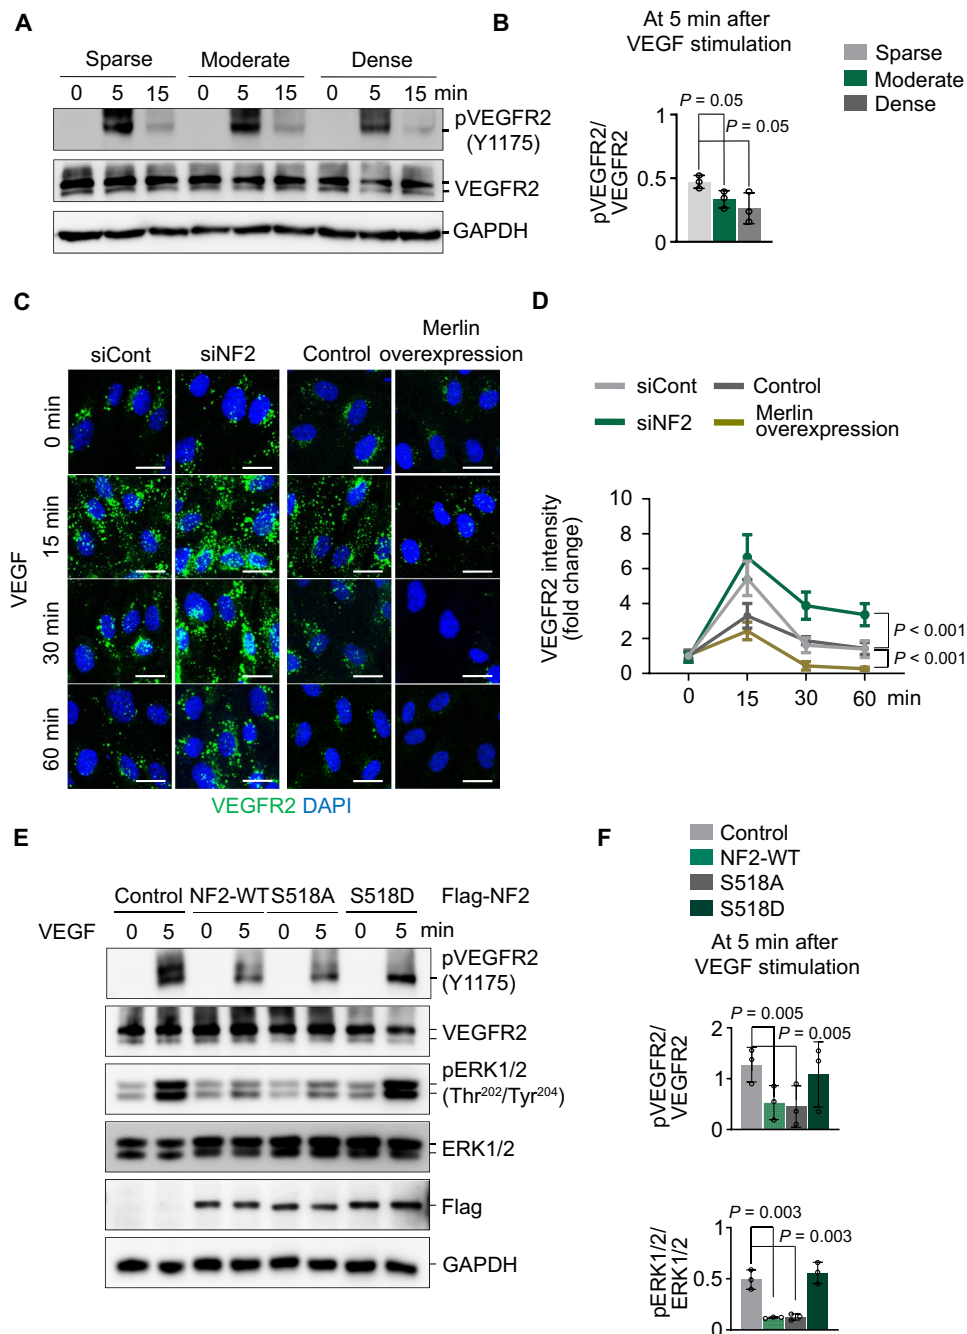 A
Sparse Moderate Dense
0 5 15 0 5 15 0 5 15 min
pVEGFR2
(Y1175)
VEGFR2
GAPDH
B
At 5 min after
VEGF stimulation
Sparse
Moderate
Dense
P = 0.05
P = 0.05
pVEGFR2/
VEGFR2
1
0.5
0
C
siCont siNF2 Control Merlin
overexpression
VEGF
0 min
15 min
30 min
60 min
VEGFR2 DAPI
D
siCont Control
siNF2 Merlin
overexpression
VEGFR2 intensity
(fold change)
10
8
6
4
2
0
P < 0.001
P < 0.001
0 15 30 60 min
E
Control NF2-WT S518A S518D Flag-NF2
VEGF 0 5 0 5 0 5 0 5 min
pVEGFR2
(Y1175)
VEGFR2
pERK1/2
(Thr²⁰²/Tyr²⁰⁴)
ERK1/2
Flag
GAPDH
F
Control
NF2-WT
S518A
S518D
At 5 min after
VEGF stimulation
P = 0.005
P = 0.005
pVEGFR2/
VEGFR2
2
1
0
P = 0.003
P = 0.003
pERK1/2/
ERK1/2
1
0.5
0